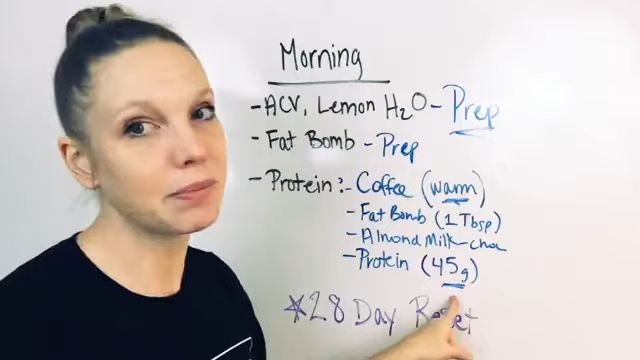 Morning
- ACV, Lemon H₂O - Prep
- Fat Bomb - Prep
- Protein :- Coffee (warm)
- Fat Bomb (1 Tbsp)
- Almond Milk - choc
- Protein (45g)
*28 Day Reset